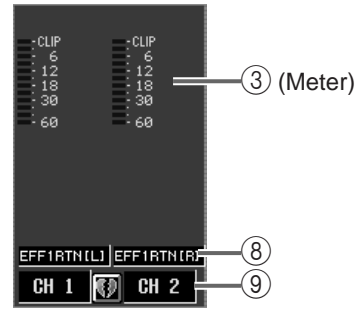 -CLIP -CLIP
6 6
12 12
18 18
30 30
-60 -60
③ (Meter)
EFF1RTN[L] EFF1RTN[R] ⑧
CH 1 CH 2 ⑨